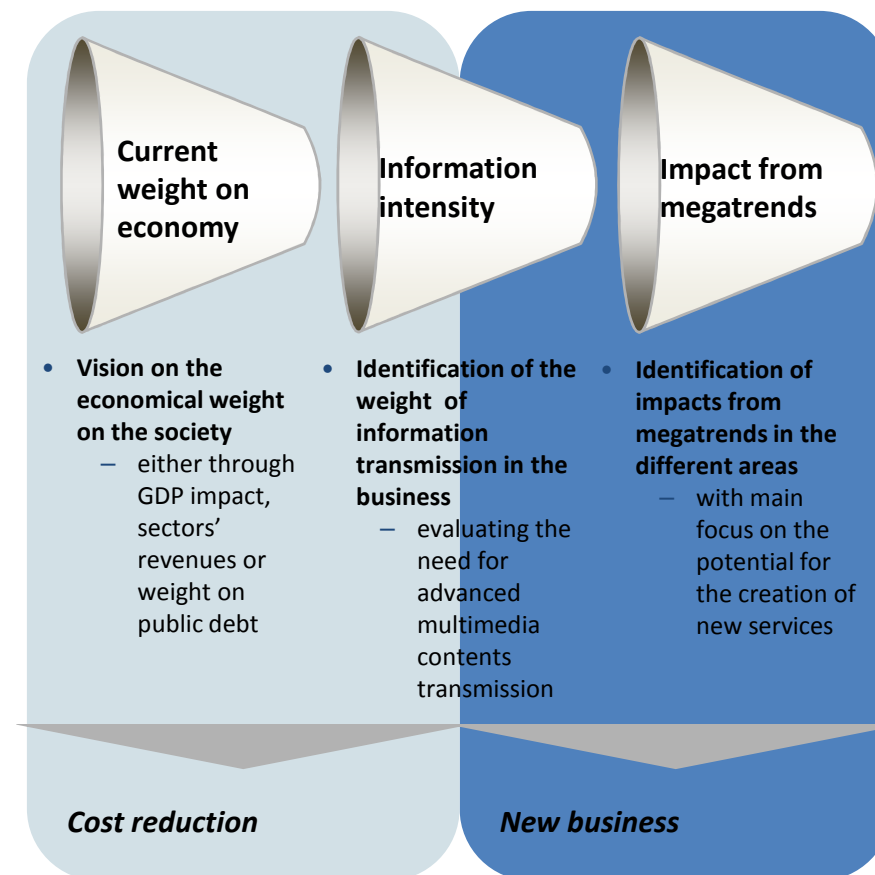 Current
weight on
economy
Information
intensity
Impact from
megatrends
• Vision on the
economical weight
on the society
– either through
GDP impact,
sectors’
revenues or
weight on
public debt
• Identification of the
weight of
information
transmission in the
business
– evaluating the
need for
advanced
multimedia
contents
transmission
• Identification of
impacts from
megatrends in the
different areas
– with main
focus on the
potential for
the creation of
new services
Cost reduction
New business